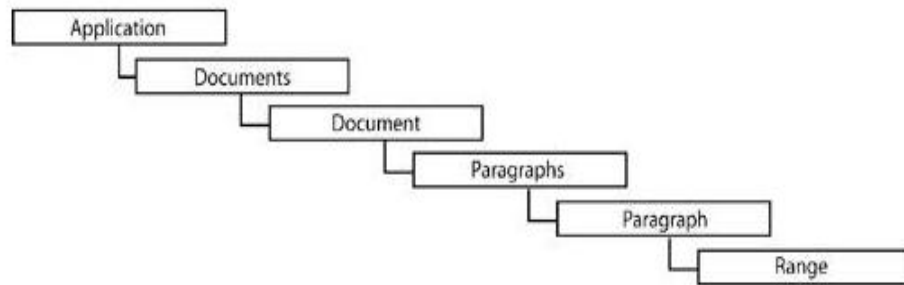 Application
Documents
Document
Paragraphs
Paragraph
Range